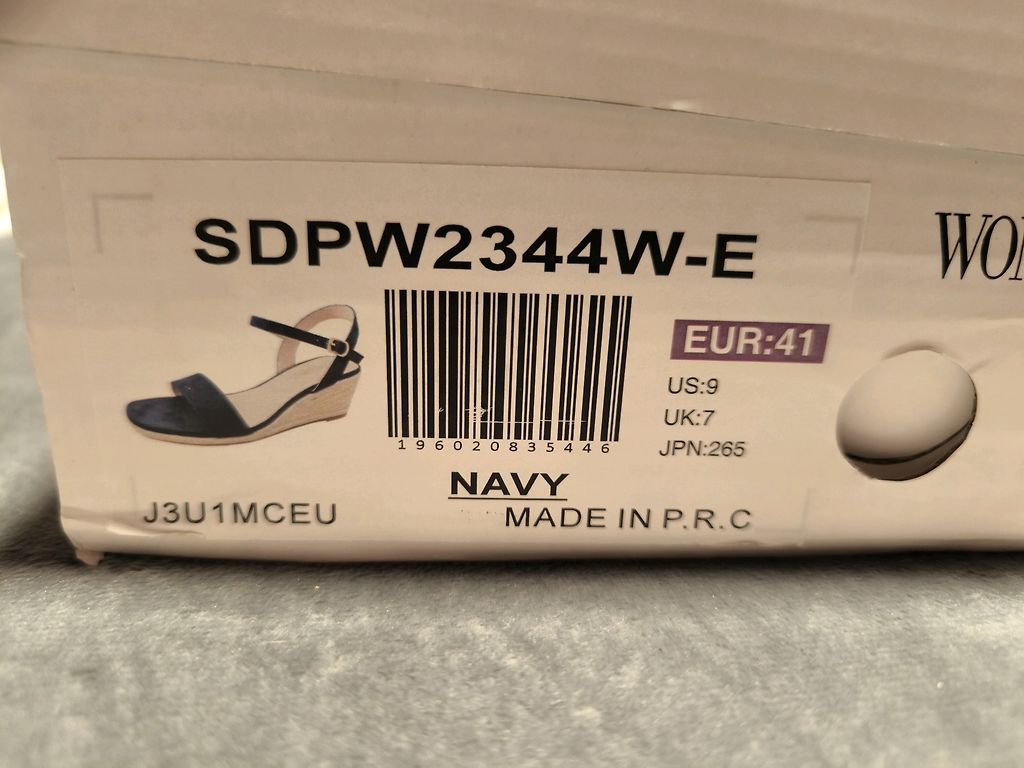 SDPW2344W-E
EUR:41
US:9
UK:7
JPN:265
196020835446
NAVY
J3U1MCEU
MADE IN P.R.C